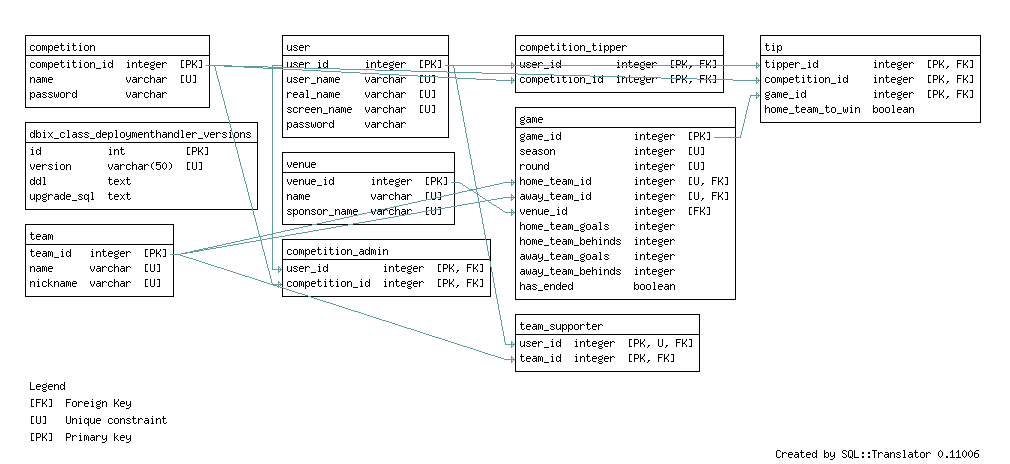 competition
competition_id integer [PK]
name varchar [U]
password varchar
dbix_class_deploymenthandler_versions
id int [PK]
version varchar(50) [U]
ddl text
upgrade_sql text
team
team_id integer [PK]
name varchar [U]
nickname varchar [U]
user
user_id integer [PK]
user_name varchar [U]
real_name varchar [U]
screen_name varchar [U]
password varchar
venue
venue_id integer [PK]
name varchar [U]
sponsor_name varchar [U]
competition_admin
user_id integer [PK, FK]
competition_id integer [PK, FK]
competition_tipper
user_id integer [PK, FK]
competition_id integer [PK, FK]
game
game_id integer [PK]
season integer [U]
round integer [U]
home_team_id integer [U, FK]
away_team_id integer [U, FK]
venue_id integer [FK]
home_team_goals integer
home_team_behinds integer
away_team_goals integer
away_team_behinds integer
has_ended boolean
team_supporter
user_id integer [PK, U, FK]
team_id integer [PK, FK]
tip
tipper_id integer [PK, FK]
competition_id integer [PK, FK]
game_id integer [PK, FK]
home_team_to_win boolean
Legend
[FK] Foreign Key
[U] Unique constraint
[PK] Primary key
Created by SQL::Translator 0.11006